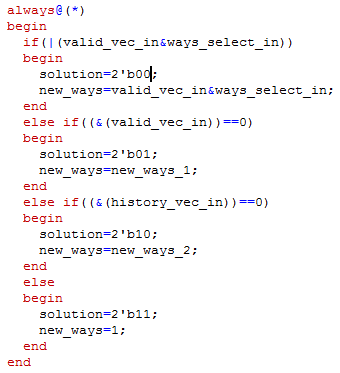 always@(*)
begin
if(|(valid_vec_in&ways_select_in))
begin
solution=2'b00;
new_ways=valid_vec_in&ways_select_in;
end
else if((&(valid_vec_in))==0)
begin
solution=2'b01;
new_ways=new_ways_1;
end
else if((&(history_vec_in))==0)
begin
solution=2'b10;
new_ways=new_ways_2;
end
else
begin
solution=2'b11;
new_ways=1;
end
end